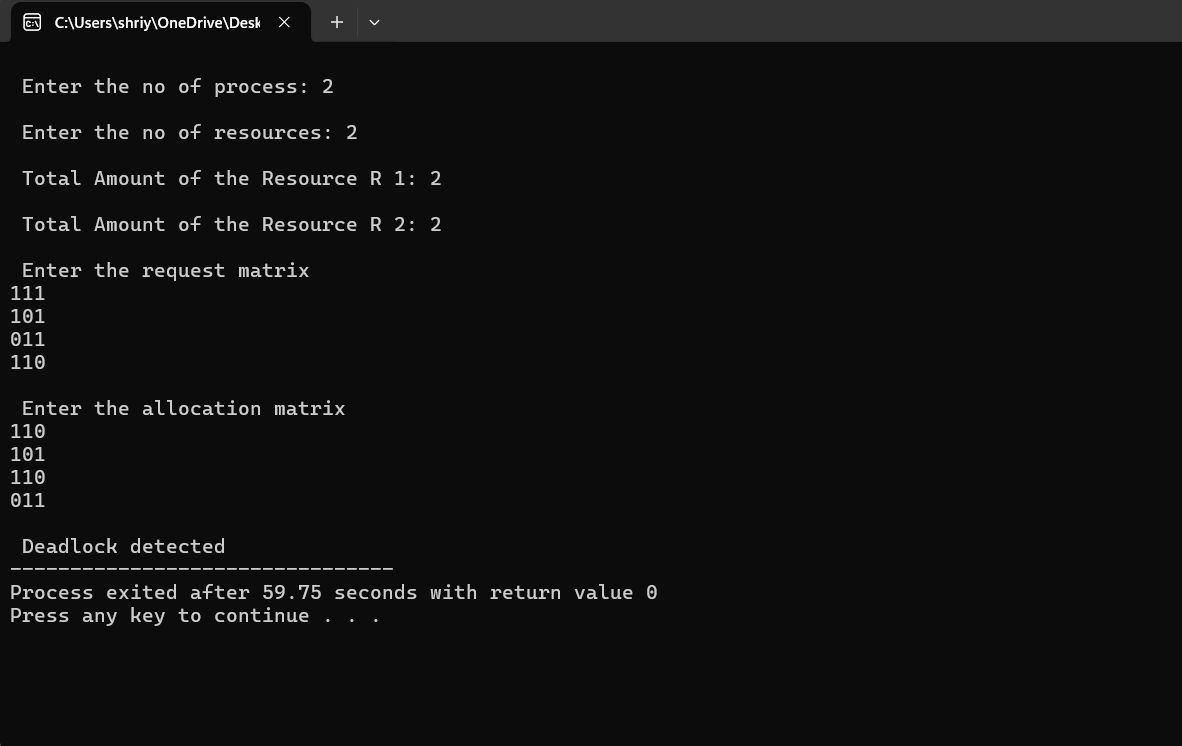 C:\Users\shriy\OneDrive\Desk
Enter the no of process: 2
Enter the no of resources: 2
Total Amount of the Resource R 1: 2
Total Amount of the Resource R 2: 2
Enter the request matrix
111
101
011
110
Enter the allocation matrix
110
101
110
011
Deadlock detected
--------------------------------
Process exited after 59.75 seconds with return value 0
Press any key to continue . . .